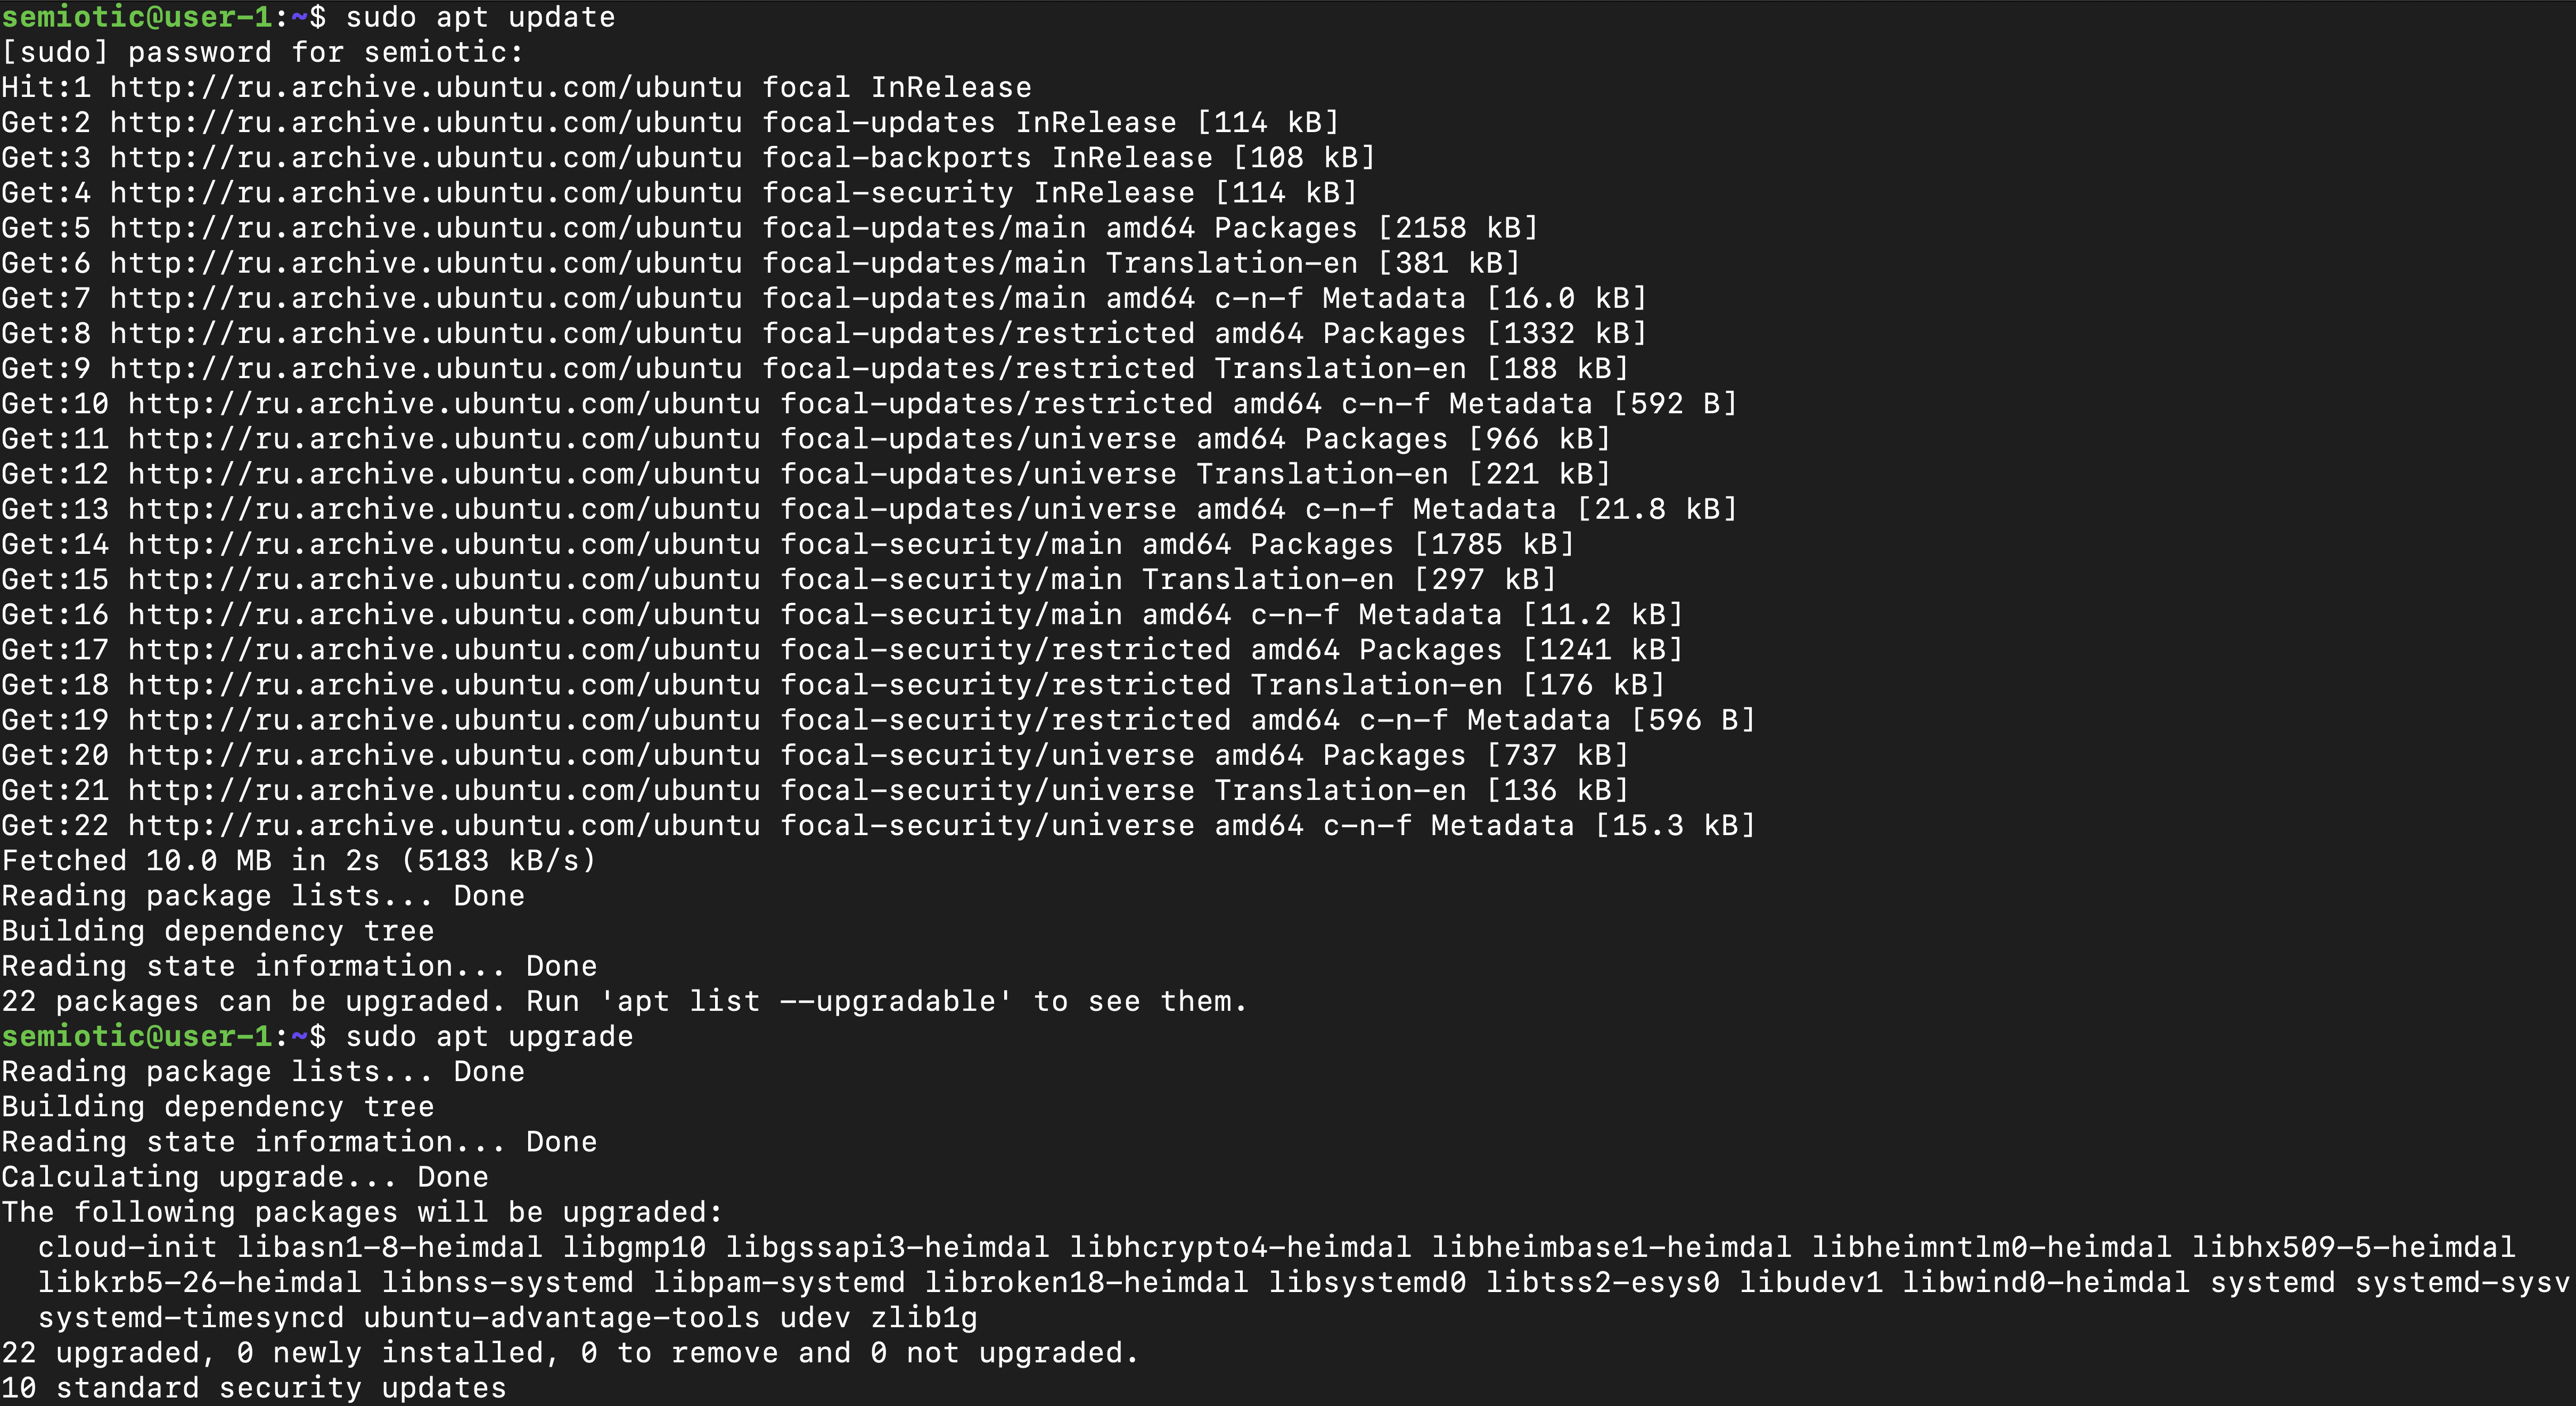 semiotic@user-1:~$ sudo apt update
[sudo] password for semiotic:
Hit:1 http://ru.archive.ubuntu.com/ubuntu focal InRelease
Get:2 http://ru.archive.ubuntu.com/ubuntu focal-updates InRelease [114 kB]
Get:3 http://ru.archive.ubuntu.com/ubuntu focal-backports InRelease [108 kB]
Get:4 http://ru.archive.ubuntu.com/ubuntu focal-security InRelease [114 kB]
Get:5 http://ru.archive.ubuntu.com/ubuntu focal-updates/main amd64 Packages [2158 kB]
Get:6 http://ru.archive.ubuntu.com/ubuntu focal-updates/main Translation-en [381 kB]
Get:7 http://ru.archive.ubuntu.com/ubuntu focal-updates/main amd64 c-n-f Metadata [16.0 kB]
Get:8 http://ru.archive.ubuntu.com/ubuntu focal-updates/restricted amd64 Packages [1332 kB]
Get:9 http://ru.archive.ubuntu.com/ubuntu focal-updates/restricted Translation-en [188 kB]
Get:10 http://ru.archive.ubuntu.com/ubuntu focal-updates/restricted amd64 c-n-f Metadata [592 B]
Get:11 http://ru.archive.ubuntu.com/ubuntu focal-updates/universe amd64 Packages [966 kB]
Get:12 http://ru.archive.ubuntu.com/ubuntu focal-updates/universe Translation-en [221 kB]
Get:13 http://ru.archive.ubuntu.com/ubuntu focal-updates/universe amd64 c-n-f Metadata [21.8 kB]
Get:14 http://ru.archive.ubuntu.com/ubuntu focal-security/main amd64 Packages [1785 kB]
Get:15 http://ru.archive.ubuntu.com/ubuntu focal-security/main Translation-en [297 kB]
Get:16 http://ru.archive.ubuntu.com/ubuntu focal-security/main amd64 c-n-f Metadata [11.2 kB]
Get:17 http://ru.archive.ubuntu.com/ubuntu focal-security/restricted amd64 Packages [1241 kB]
Get:18 http://ru.archive.ubuntu.com/ubuntu focal-security/restricted Translation-en [176 kB]
Get:19 http://ru.archive.ubuntu.com/ubuntu focal-security/restricted amd64 c-n-f Metadata [596 B]
Get:20 http://ru.archive.ubuntu.com/ubuntu focal-security/universe amd64 Packages [737 kB]
Get:21 http://ru.archive.ubuntu.com/ubuntu focal-security/universe Translation-en [136 kB]
Get:22 http://ru.archive.ubuntu.com/ubuntu focal-security/universe amd64 c-n-f Metadata [15.3 kB]
Fetched 10.0 MB in 2s (5183 kB/s)
Reading package lists... Done
Building dependency tree
Reading state information... Done
22 packages can be upgraded. Run 'apt list --upgradable' to see them.
semiotic@user-1:~$ sudo apt upgrade
Reading package lists... Done
Building dependency tree
Reading state information... Done
Calculating upgrade... Done
The following packages will be upgraded:
  cloud-init libasn1-8-heimdal libgmp10 libgssapi3-heimdal libhcrypto4-heimdal libheimbase1-heimdal libheimntlm0-heimdal libhx509-5-heimdal
  libkrb5-26-heimdal libnss-systemd libpam-systemd libroken18-heimdal libsystemd0 libtss2-esys0 libudev1 libwind0-heimdal systemd systemd-sysv
  systemd-timesyncd ubuntu-advantage-tools udev zlib1g
22 upgraded, 0 newly installed, 0 to remove and 0 not upgraded.
10 standard security updates